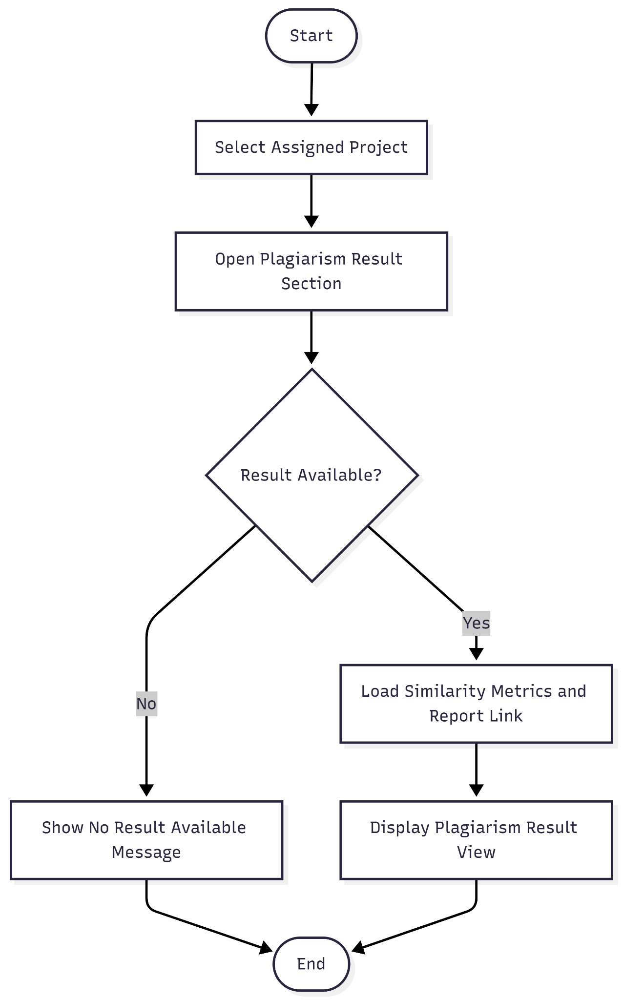 Start
Select Assigned Project
Open Plagiarism Result
Section
Result Available?
Yes
No
Load Similarity Metrics and
Report Link
Show No Result Available
Message
Display Plagiarism Result
View
End